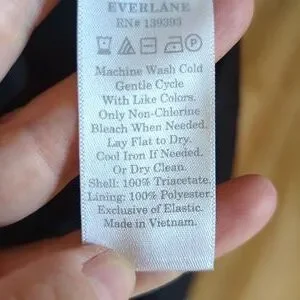 EVERLANE
RN# 139393
Machine Wash Cold
Gentle Cycle
With Like Colors.
Only Non-Chlorine
Bleach When Needed.
Lay Flat to Dry.
Cool Iron If Needed.
Or Dry Clean.
Shell: 100% Triacetate.
Lining: 100% Polyester.
Exclusive of Elastic.
Made in Vietnam.